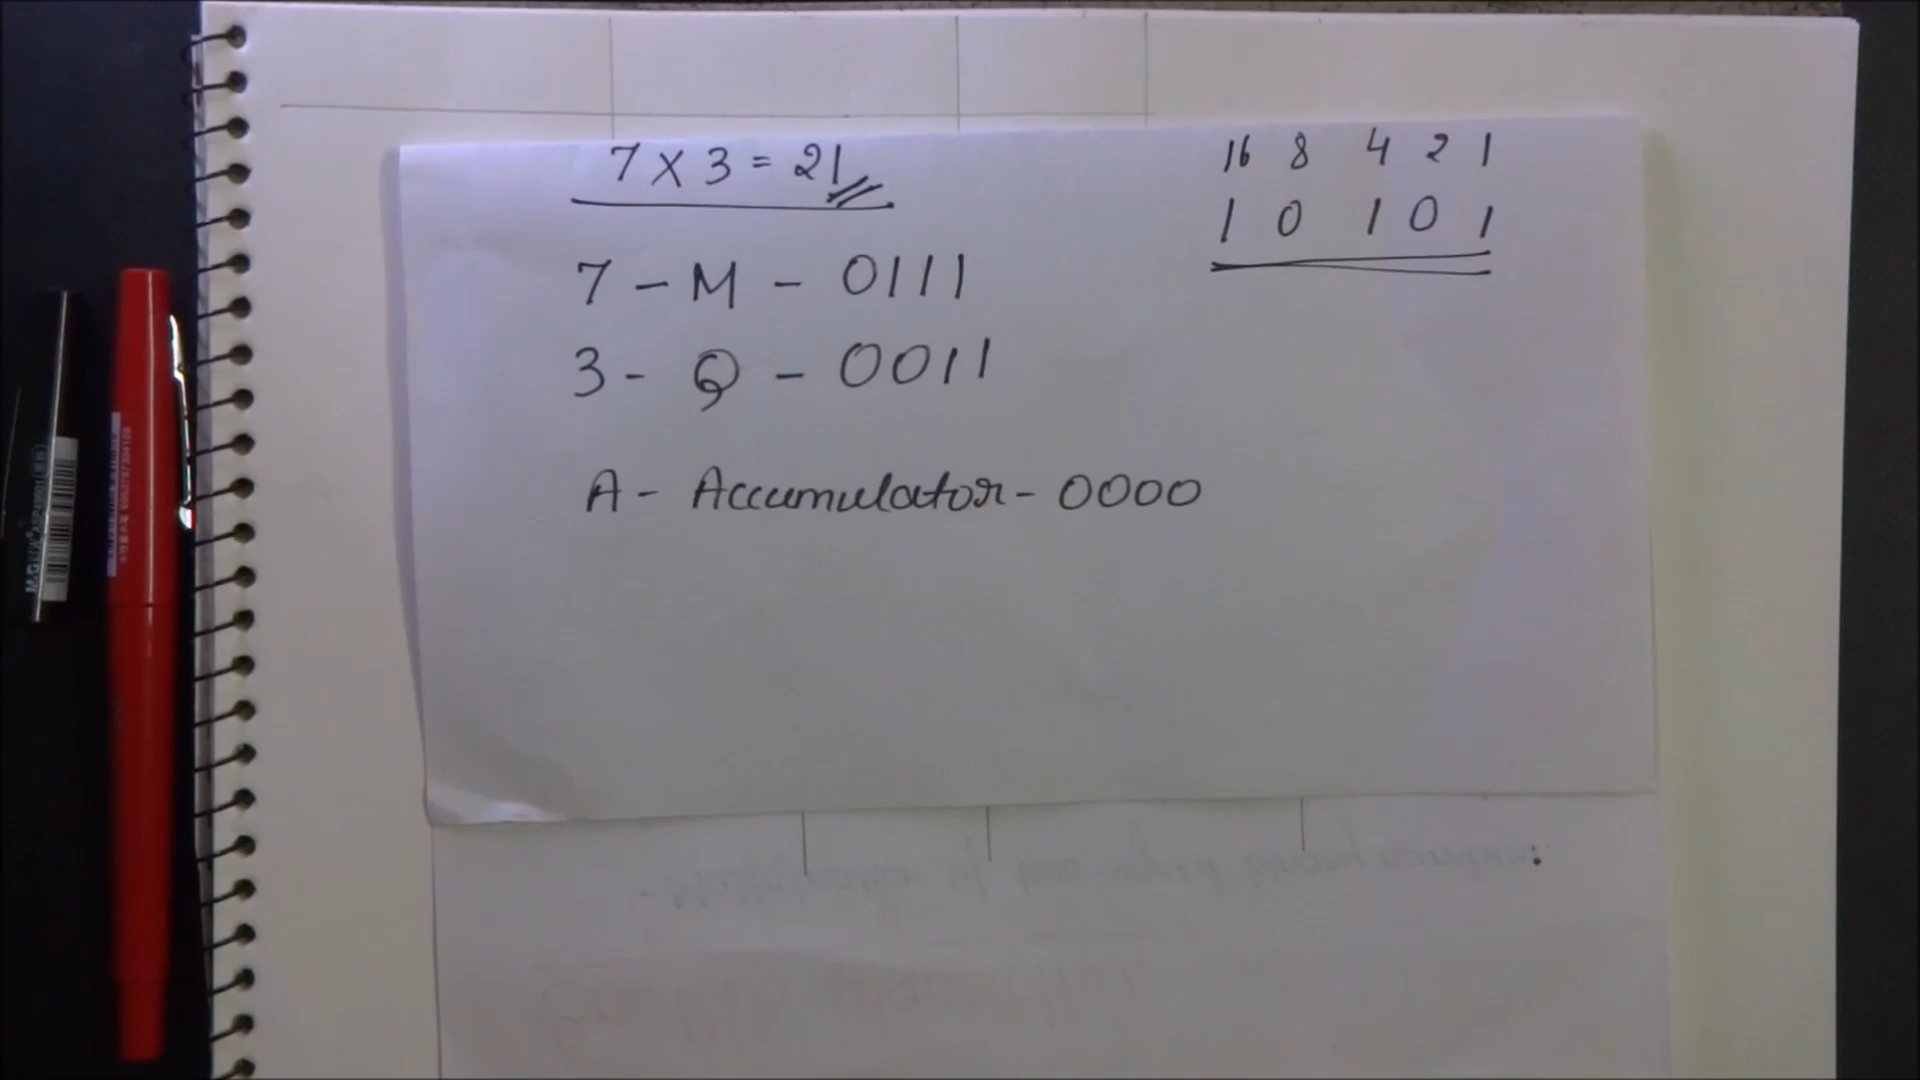 7 X 3 = 21
16 8 4 2 1
1 0 1 0 1
7 - M - 0111
3 - Q - 0011
A - Accumulator - 0000